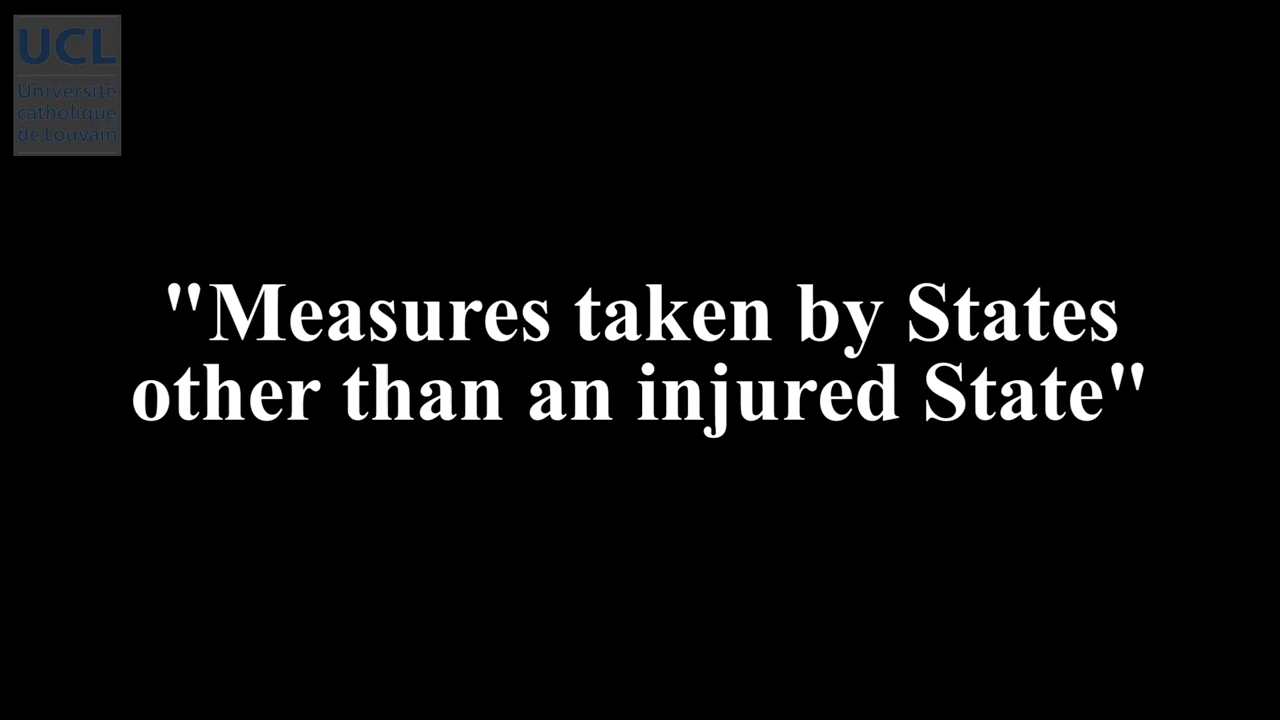 UCL
Université
catholique
de Louvain
"Measures taken by States
other than an injured State"